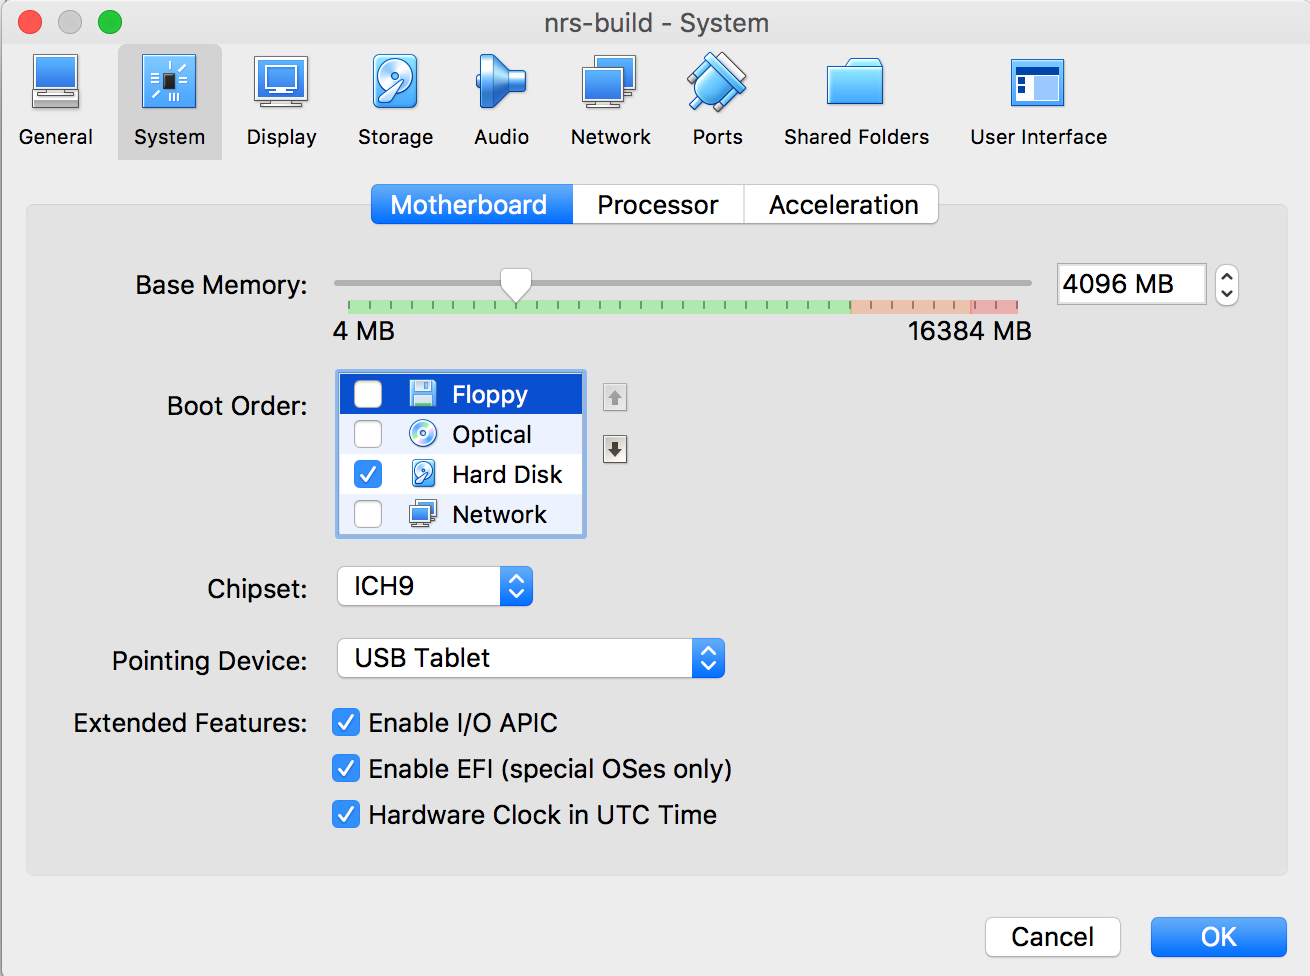 nrs-build - System
General System Display Storage Audio Network Ports Shared Folders User Interface
Motherboard Processor Acceleration
Base Memory: 4096 MB
4 MB 16384 MB
Boot Order: Floppy
Optical
Hard Disk
Network
Chipset: ICH9
Pointing Device: USB Tablet
Extended Features: Enable I/O APIC
Enable EFI (special OSes only)
Hardware Clock in UTC Time
Cancel OK